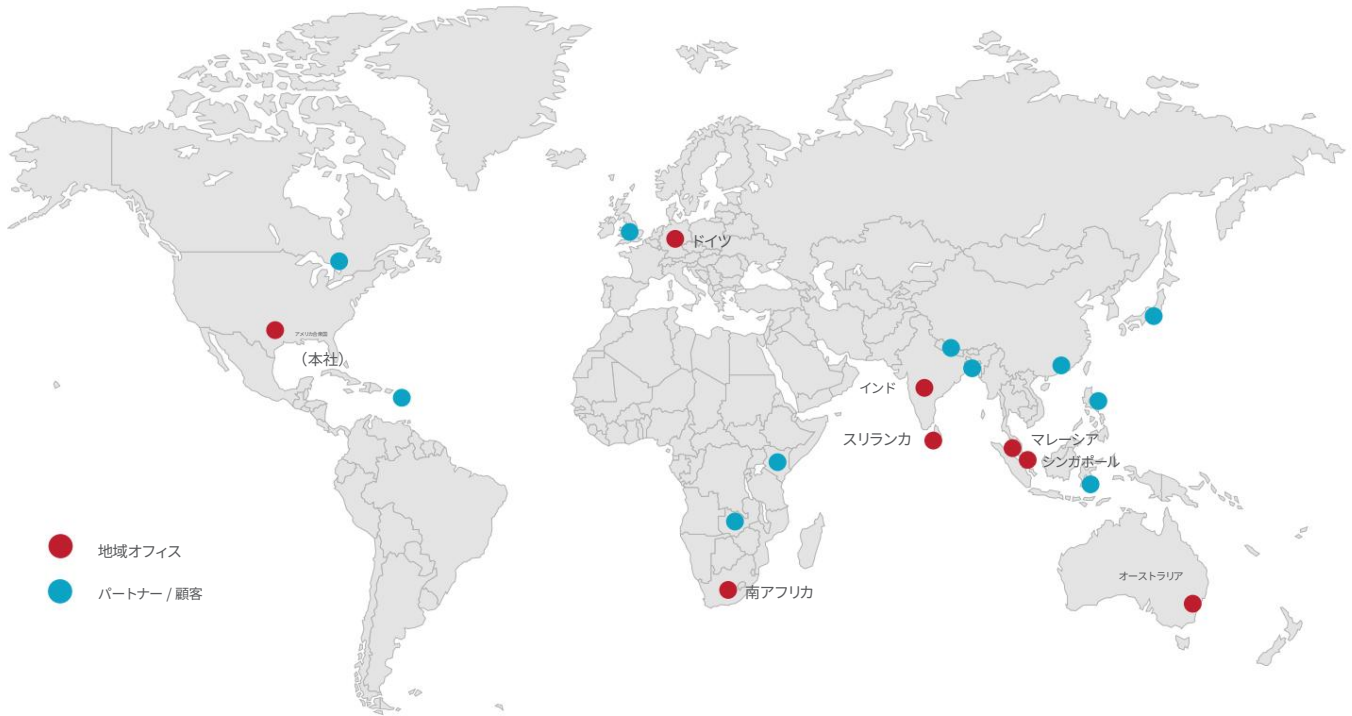 ドイツ
アメリカ合衆国
（本社）
インド
スリランカ
マレーシア
シンガポール
地域オフィス
オーストラリア
パートナー / 顧客
南アフリカ